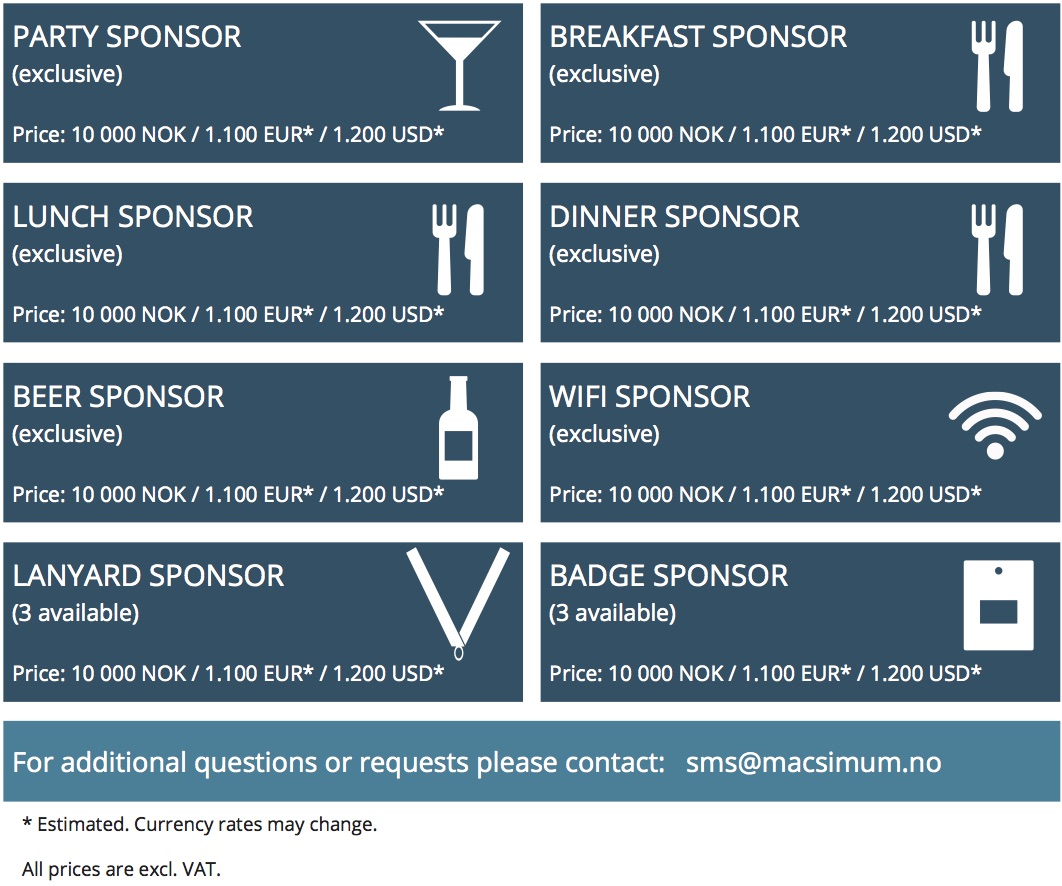 PARTY SPONSOR
(exclusive)
Price: 10 000 NOK / 1.100 EUR* / 1.200 USD*
BREAKFAST SPONSOR
(exclusive)
Price: 10 000 NOK / 1.100 EUR* / 1.200 USD*
LUNCH SPONSOR
(exclusive)
Price: 10 000 NOK / 1.100 EUR* / 1.200 USD*
DINNER SPONSOR
(exclusive)
Price: 10 000 NOK / 1.100 EUR* / 1.200 USD*
BEER SPONSOR
(exclusive)
Price: 10 000 NOK / 1.100 EUR* / 1.200 USD*
WIFI SPONSOR
(exclusive)
Price: 10 000 NOK / 1.100 EUR* / 1.200 USD*
LANYARD SPONSOR
(3 available)
Price: 10 000 NOK / 1.100 EUR* / 1.200 USD*
BADGE SPONSOR
(3 available)
Price: 10 000 NOK / 1.100 EUR* / 1.200 USD*
For additional questions or requests please contact: sms@macsimum.no
* Estimated. Currency rates may change.
All prices are excl. VAT.